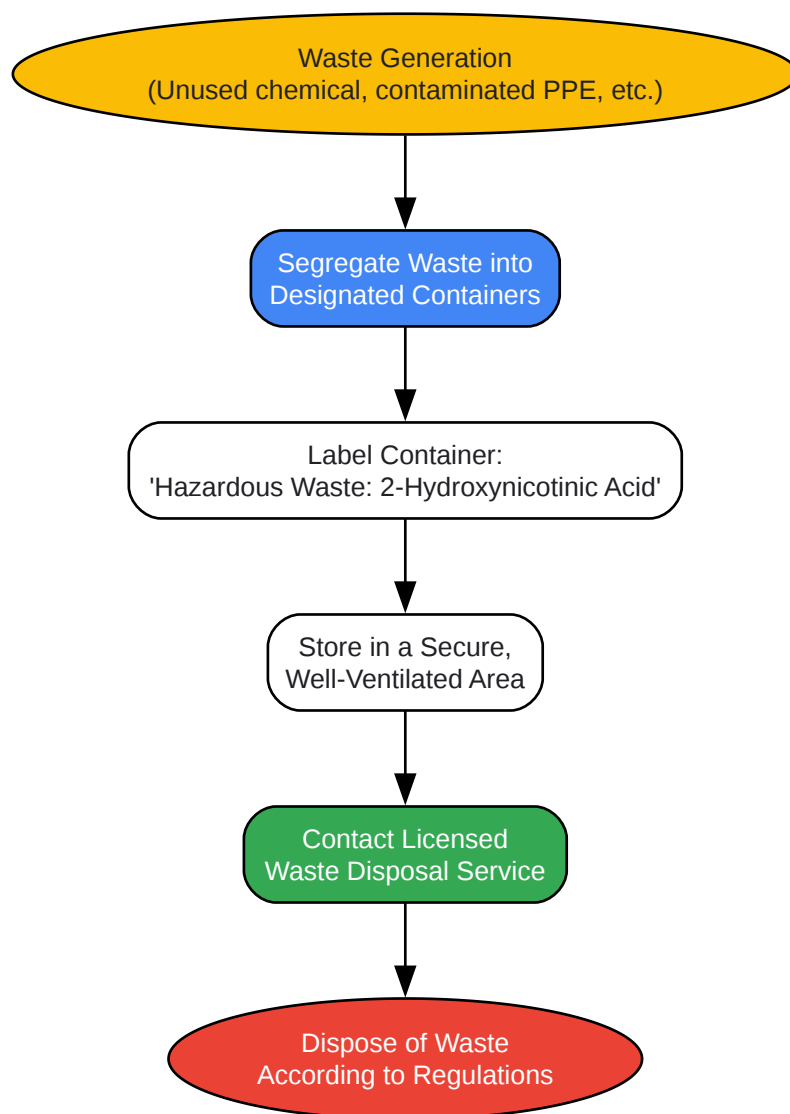 Waste Generation
(Unused chemical, contaminated PPE, etc.)
Segregate Waste into
Designated Containers
Label Container:
'Hazardous Waste: 2-Hydroxynicotinic Acid'
Store in a Secure,
Well-Ventilated Area
Contact Licensed
Waste Disposal Service
Dispose of Waste
According to Regulations